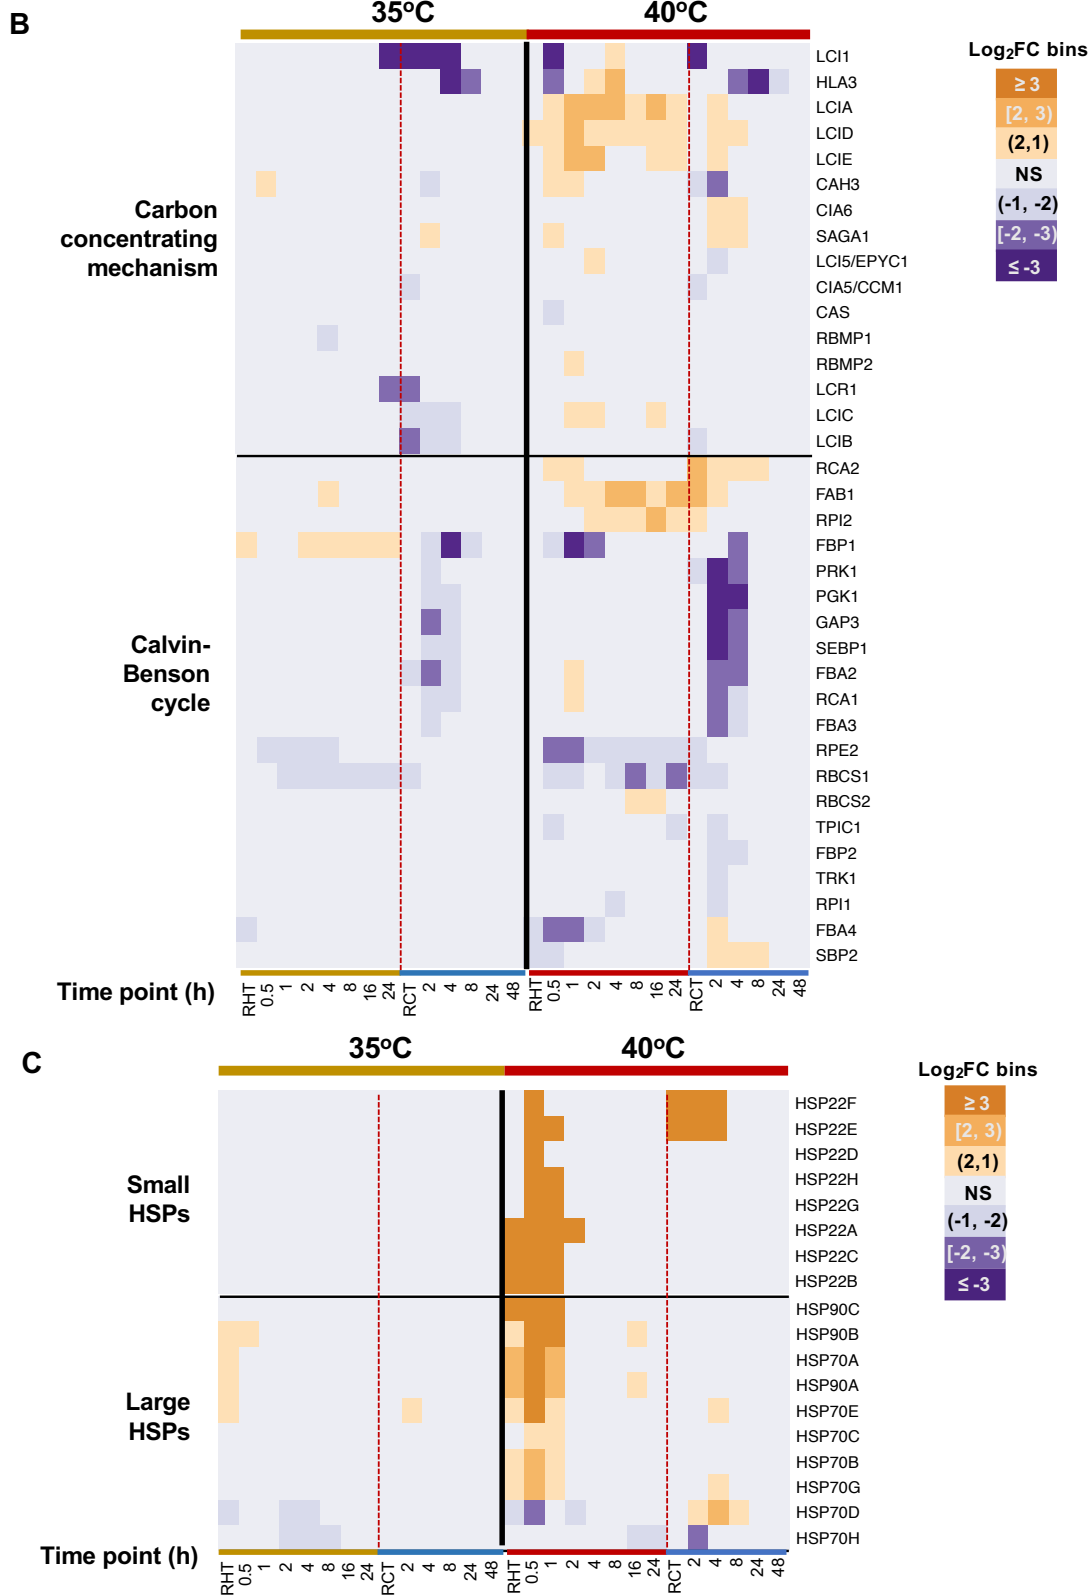 B
35ºC 40ºC
Log2FC bins
≥ 3
[2, 3)
(2,1)
NS
(-1, -2)
[-2, -3)
≤ -3
LCI1
HLA3
LCIA
LCID
LCIE
CAH3
CIA6
SAGA1
LCI5/EPYC1
CIA5/CCM1
CAS
RBMP1
RBMP2
LCR1
LCIC
LCIB
Carbon
concentrating
mechanism
RCA2
FAB1
RPI2
FBP1
PRK1
PGK1
GAP3
SEBP1
FBA2
RCA1
FBA3
RPE2
RBCS1
RBCS2
TPIC1
FBP2
TRK1
RPI1
FBA4
SBP2
Calvin-
Benson
cycle
Time point (h)
RHT 0.5 1 2 4 8 16 24 RCT 2 4 8 24 48 RHT 0.5 1 2 4 8 16 24 RCT 2 4 8 24 48
C
35ºC 40ºC
Log2FC bins
≥ 3
[2, 3)
(2,1)
NS
(-1, -2)
[-2, -3)
≤ -3
HSP22F
HSP22E
HSP22D
HSP22H
HSP22G
HSP22A
HSP22C
HSP22B
Small
HSPs
HSP90C
HSP90B
HSP70A
HSP90A
HSP70E
HSP70C
HSP70B
HSP70G
HSP70D
HSP70H
Large
HSPs
Time point (h)
RHT 0.5 1 2 4 8 16 24 RCT 2 4 8 24 48 RHT 0.5 1 2 4 8 16 24 RCT 2 4 8 24 48